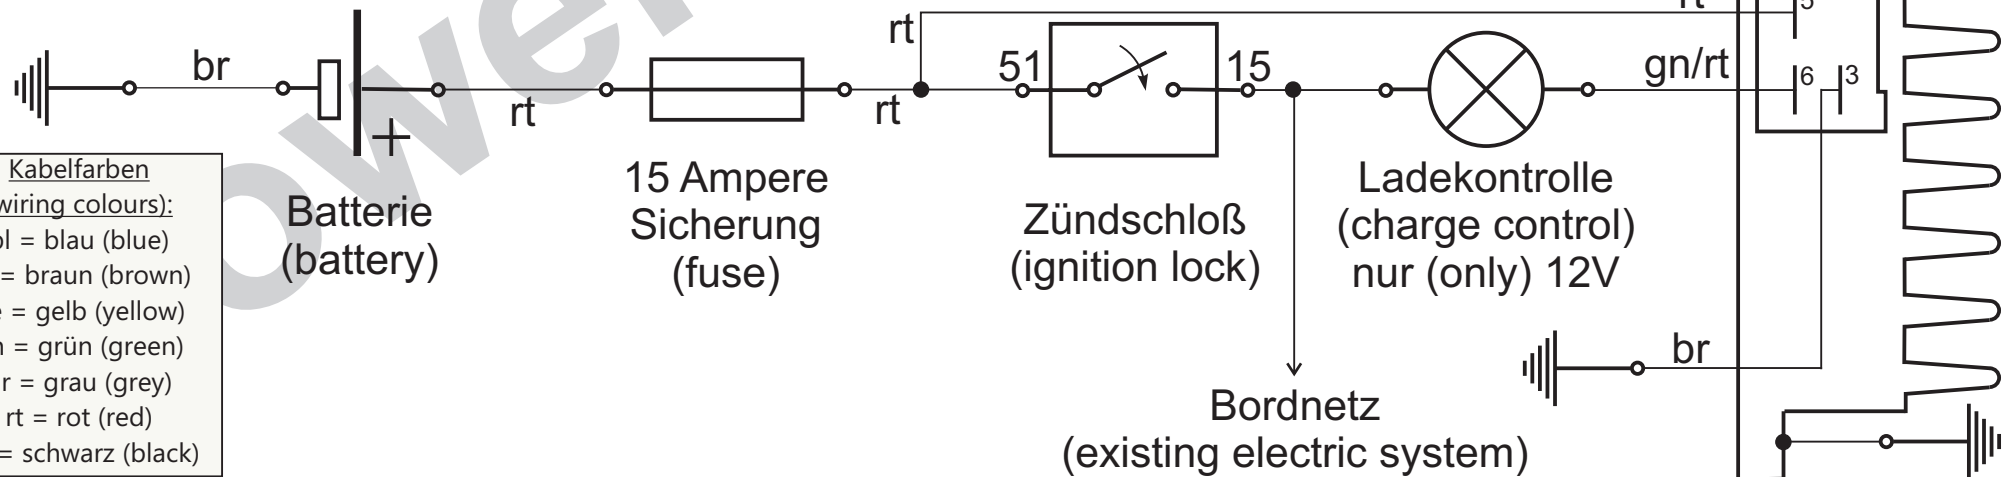 ower
rt
5
rt
br
rt
rt
51
15
gn/rt
6
3
+
Kabelfarben
wiring colours):
bl = blau (blue)
= braun (brown)
= gelb (yellow)
= grün (green)
r = grau (grey)
rt = rot (red)
= schwarz (black)
Batterie
(battery)
15 Ampere
Sicherung
(fuse)
Zündschloß
(ignition lock)
Ladekontrolle
(charge control)
nur (only) 12V
br
Bordnetz
(existing electric system)